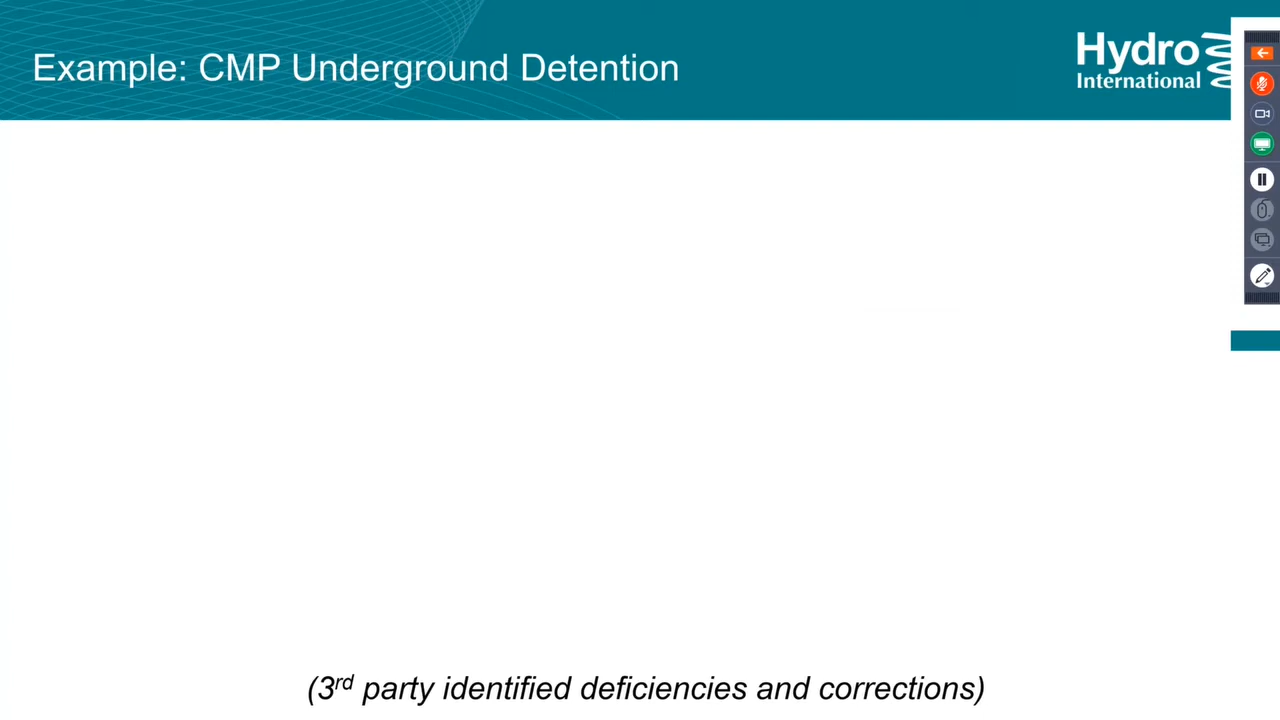 Example: CMP Underground Detention
Hydro
International
(3rd party identified deficiencies and corrections)